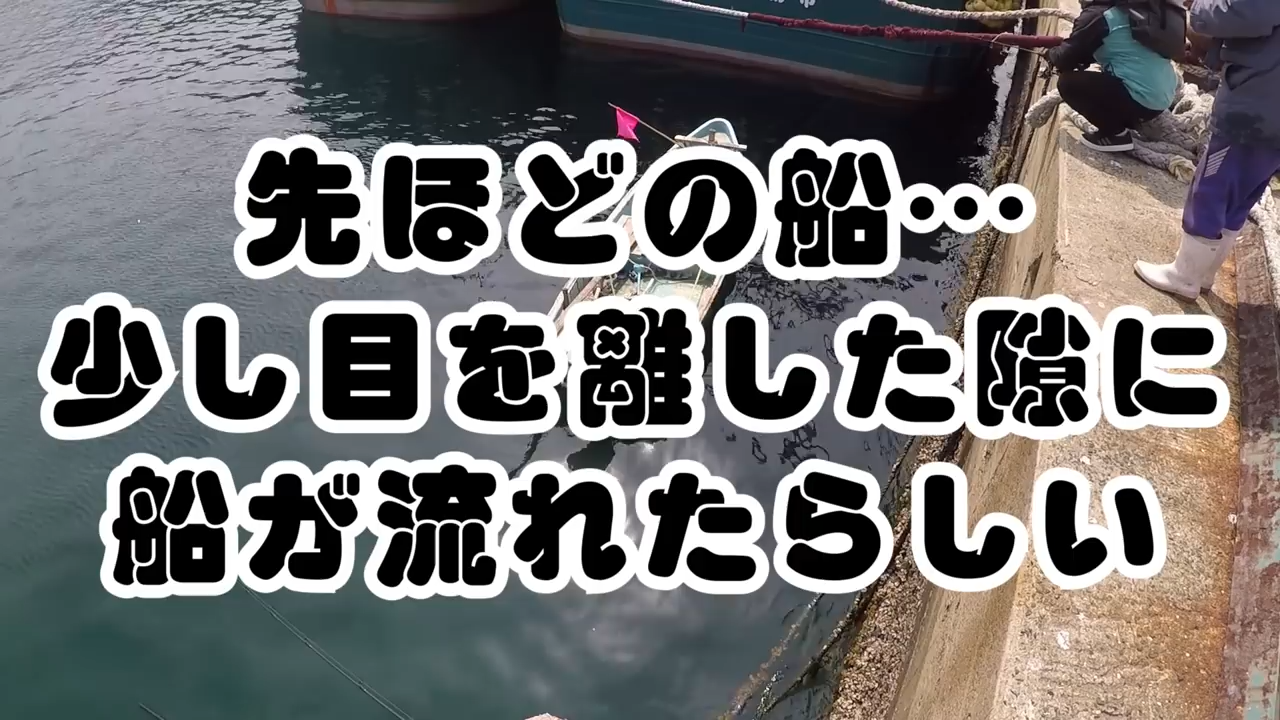 先ほどの船…
少し目を離した隙に
船が流れたらしい